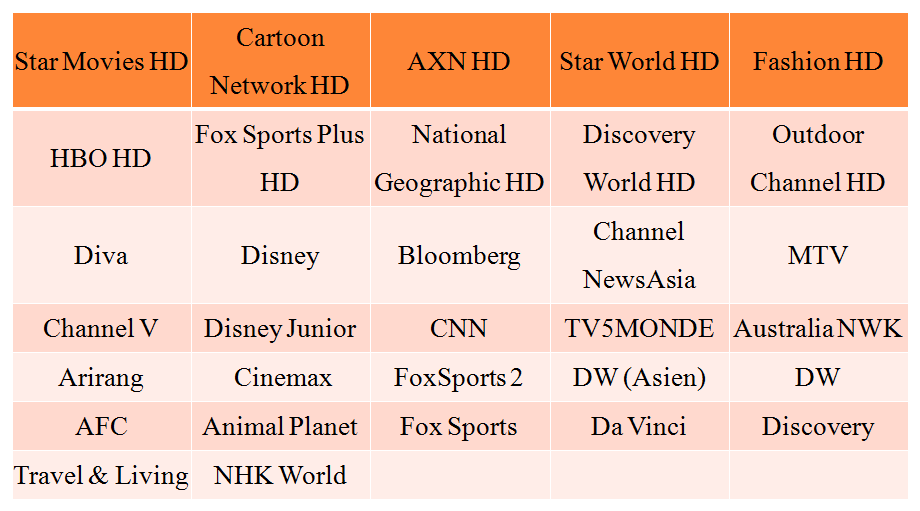 Star Movies HD
Cartoon
Network HD
AXN HD
Star World HD
Fashion HD
HBO HD
Fox Sports Plus
HD
National
Geographic HD
Discovery
World HD
Outdoor
Channel HD
Diva
Disney
Bloomberg
Channel
NewsAsia
MTV
Channel V
Disney Junior
CNN
TV5MONDE
Australia NWK
Arirang
Cinemax
FoxSports 2
DW (Asien)
DW
AFC
Animal Planet
Fox Sports
Da Vinci
Discovery
Travel & Living
NHK World